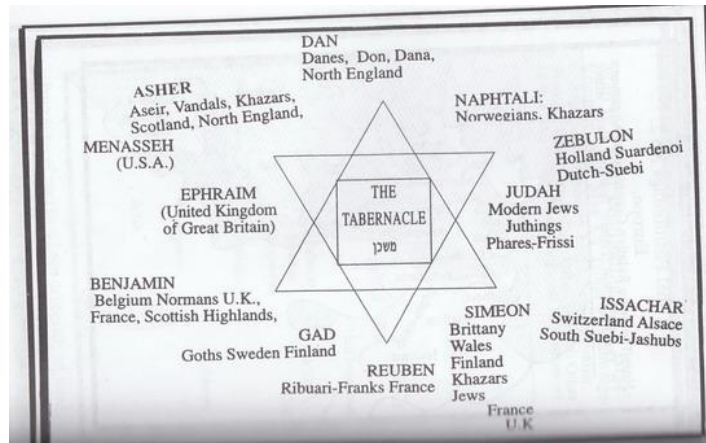 DAN
Danes, Don, Dana,
North England
ASHER
Aseir, Vandals, Khazars,
Scotland, North England,
NAPHTALI:
Norwegians. Khazars
MENASSEH
(U.S.A.)
ZEBULON
Holland Suardenoi
Dutch-Suebi
EPHRAIM
(United Kingdom
of Great Britain)
THE
TABERNACLE
משכן
JUDAH
Modern Jews
Juthings
Phares,-Frissi
BENJAMIN
Belgium Normans U.K.,
France, Scottish Highlands,
GAD
Goths Sweden Finland
REUBEN
Ribuari-Franks France
SIMEON
Brittany
Wales
Finland
Khazars
Jews
France
U.K
ISSACHAR
Switzerland Alsace
South Suebi-Jashubs